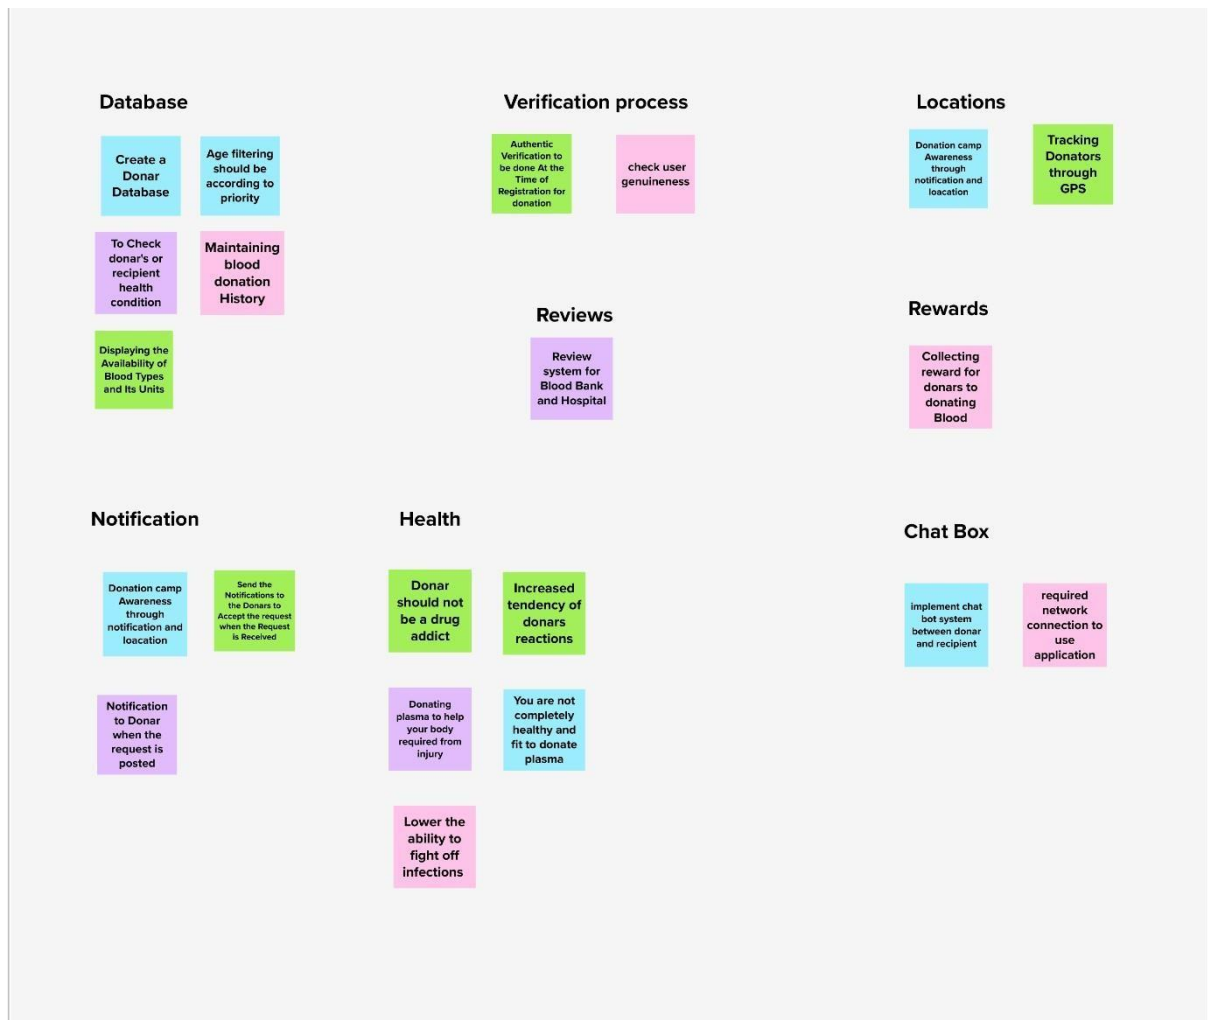 Database
Create a
Donar
Database
Age filtering
should be
according to
priority
To Check
donar's or
recipient
health
condition
Maintaining
blood
donation
History
Displaying the
Availability of
Blood Types
and Its Units
Verification process
Authentic
Verification to
be done At the
Time of
Registration for
donation
check user
genuineness
Locations
Donation camp
Awareness
through
notification and
loacation
Tracking
Donators
through
GPS
Reviews
Review
system for
Blood Bank
and Hospital
Rewards
Collecting
reward for
donars to
donating
Blood
Notification
Donation camp
Awareness
through
notification and
loacation
Send the
Notifications to
the Donars to
Accept the request
when the Request
is Received
Notification
to Donar
when the
request is
posted
Health
Donar
should not
be a drug
addict
Increased
tendency of
donars
reactions
Donating
plasma to help
your body
required from
injury
You are not
completely
healthy and
fit to donate
plasma
Lower the
ability to
fight off
infections
Chat Box
implement chat
bot system
between donar
and recipient
required
network
connection to
use
application